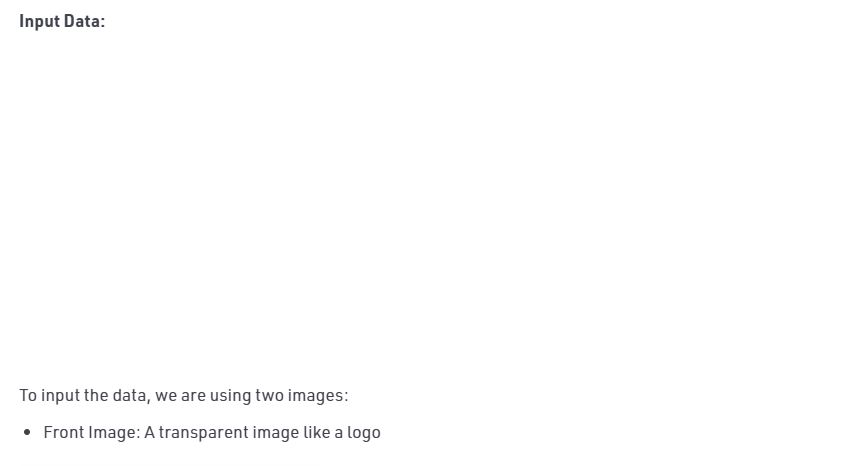 Input Data:
To input the data, we are using two images:
• Front Image: A transparent image like a logo